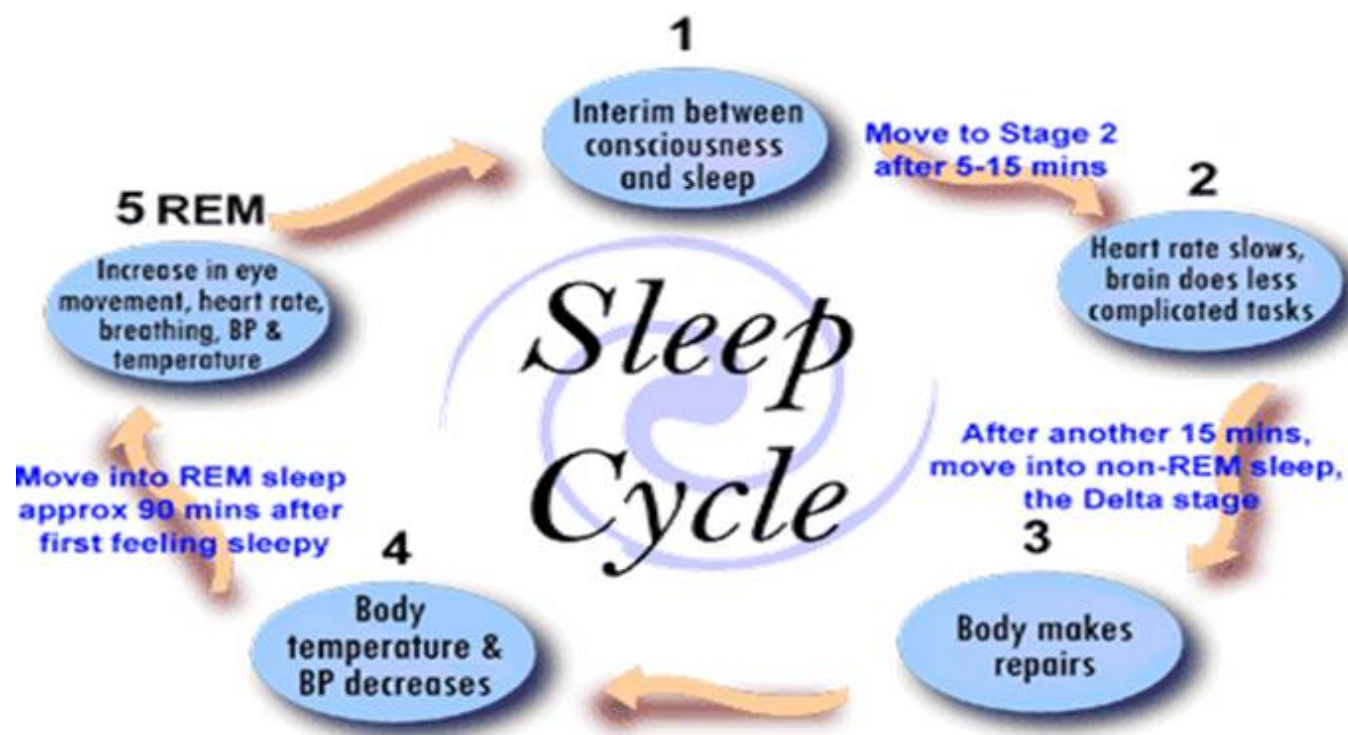 1
Interim between
consciousness
and sleep
Move to Stage 2
after 5-15 mins
2
Heart rate slows,
brain does less
complicated tasks
After another 15 mins,
move into non-REM sleep,
the Delta stage
3
Body makes
repairs
4
Body
temperature &
BP decreases
Move into REM sleep
approx 90 mins after
first feeling sleepy
5 REM
Increase in eye
movement, heart rate,
breathing, BP &
temperature
Sleep
Cycle